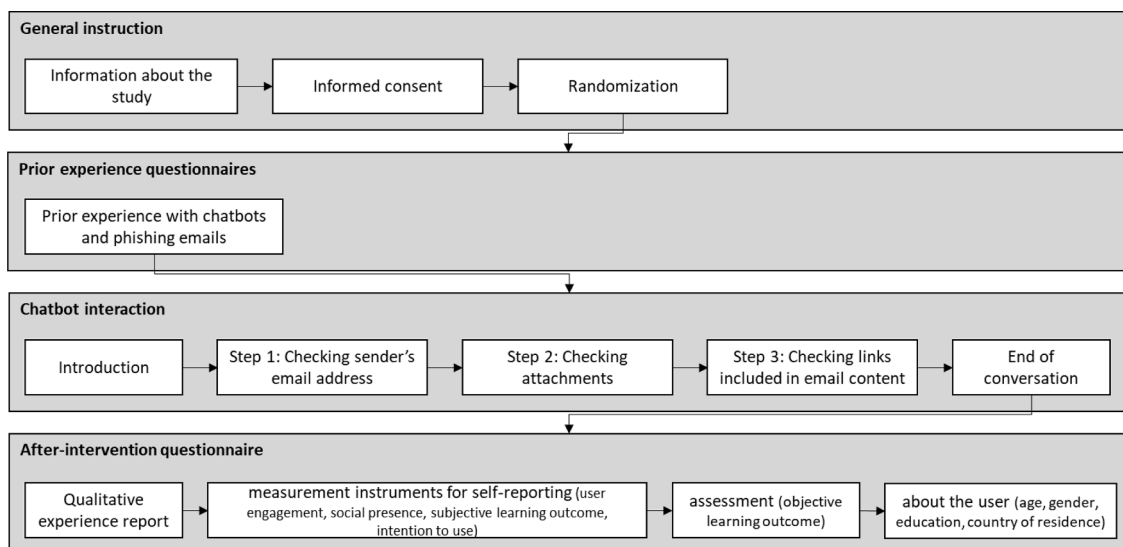 General instruction
Information about the
study
Informed consent
Randomization
Prior experience questionnaires
Prior experience with chatbots
and phishing emails
Chatbot interaction
Introduction
Step 1: Checking sender's
email address
Step 2: Checking
attachments
Step 3: Checking links
included in email content
End of
conversation
After-intervention questionnaire
Qualitative
experience report
measurement instruments for self-reporting (user
engagement, social presence, subjective learning outcome,
intention to use)
assessment (objective
learning outcome)
about the user (age, gender,
education, country of residence)